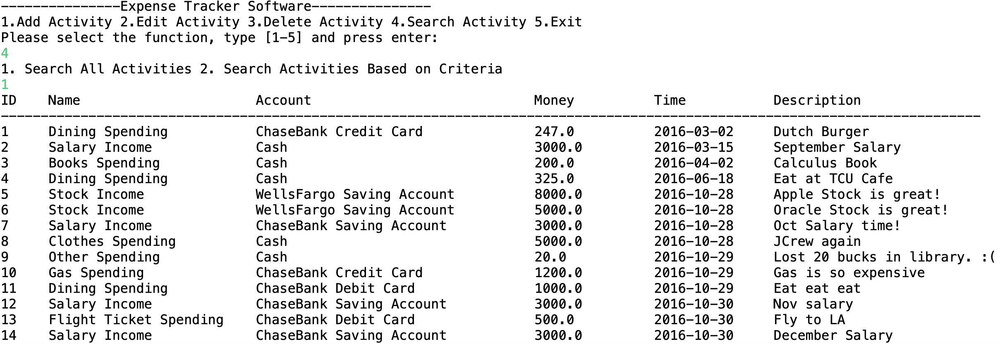 ---------------Expense Tracker Software---------------
1.Add Activity 2.Edit Activity 3.Delete Activity 4.Search Activity 5.Exit
Please select the function, type [1-5] and press enter:
4
1. Search All Activities 2. Search Activities Based on Criteria
1
ID    Name                      Account                            Money          Time           Description
---------------------------------------------------------------------------------------------------------------------------
1     Dining Spending           ChaseBank Credit Card              247.0          2016-03-02     Dutch Burger
2     Salary Income             Cash                               3000.0         2016-03-15     September Salary
3     Books Spending            Cash                               200.0          2016-04-02     Calculus Book
4     Dining Spending           Cash                               325.0          2016-06-18     Eat at TCU Cafe
5     Stock Income              WellsFargo Saving Account          8000.0         2016-10-28     Apple Stock is great!
6     Stock Income              WellsFargo Saving Account          5000.0         2016-10-28     Oracle Stock is great!
7     Salary Income             ChaseBank Saving Account           3000.0         2016-10-28     Oct Salary time!
8     Clothes Spending          Cash                               5000.0         2016-10-28     JCrew again
9     Other Spending            Cash                               20.0           2016-10-29     Lost 20 bucks in library. :(
10    Gas Spending              ChaseBank Credit Card              1200.0         2016-10-29     Gas is so expensive
11    Dining Spending           ChaseBank Debit Card               1000.0         2016-10-29     Eat eat eat
12    Salary Income             ChaseBank Saving Account           3000.0         2016-10-30     Nov salary
13    Flight Ticket Spending    ChaseBank Debit Card               500.0          2016-10-30     Fly to LA
14    Salary Income             ChaseBank Saving Account           3000.0         2016-10-30     December Salary